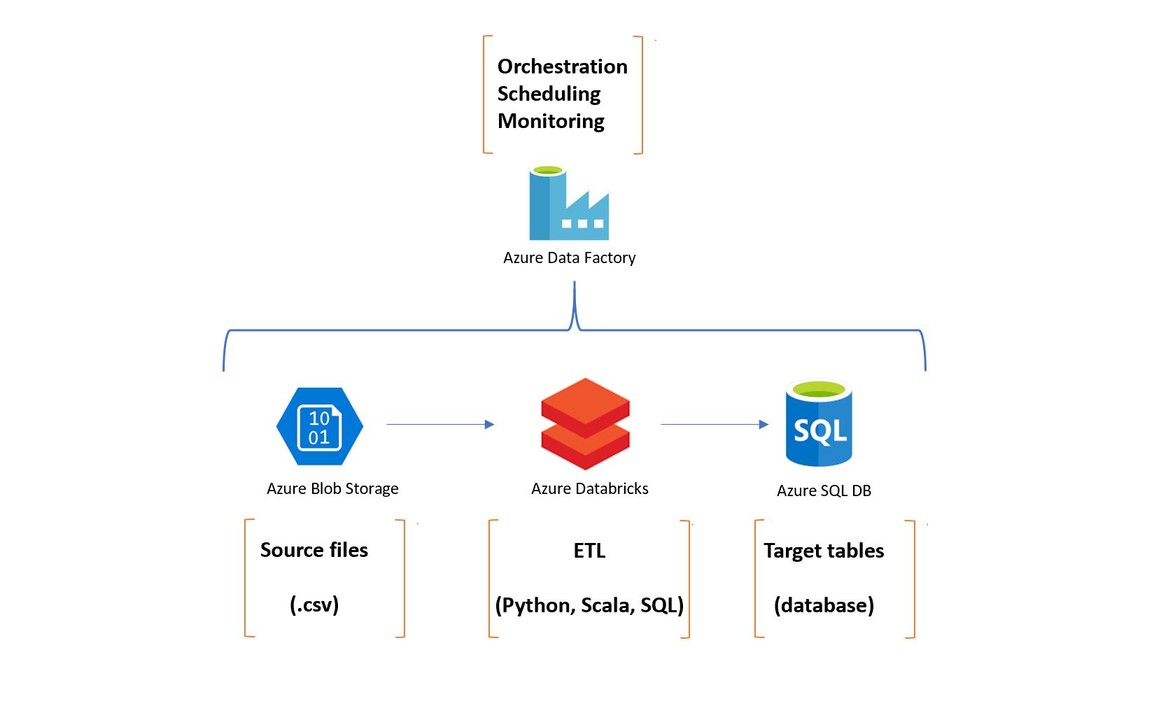 Orchestration
Scheduling
Monitoring
Azure Data Factory
10
01
SQL
Azure Blob Storage
Azure Databricks
Azure SQL DB
Source files
(.csv)
ETL
(Python, Scala, SQL)
Target tables
(database)